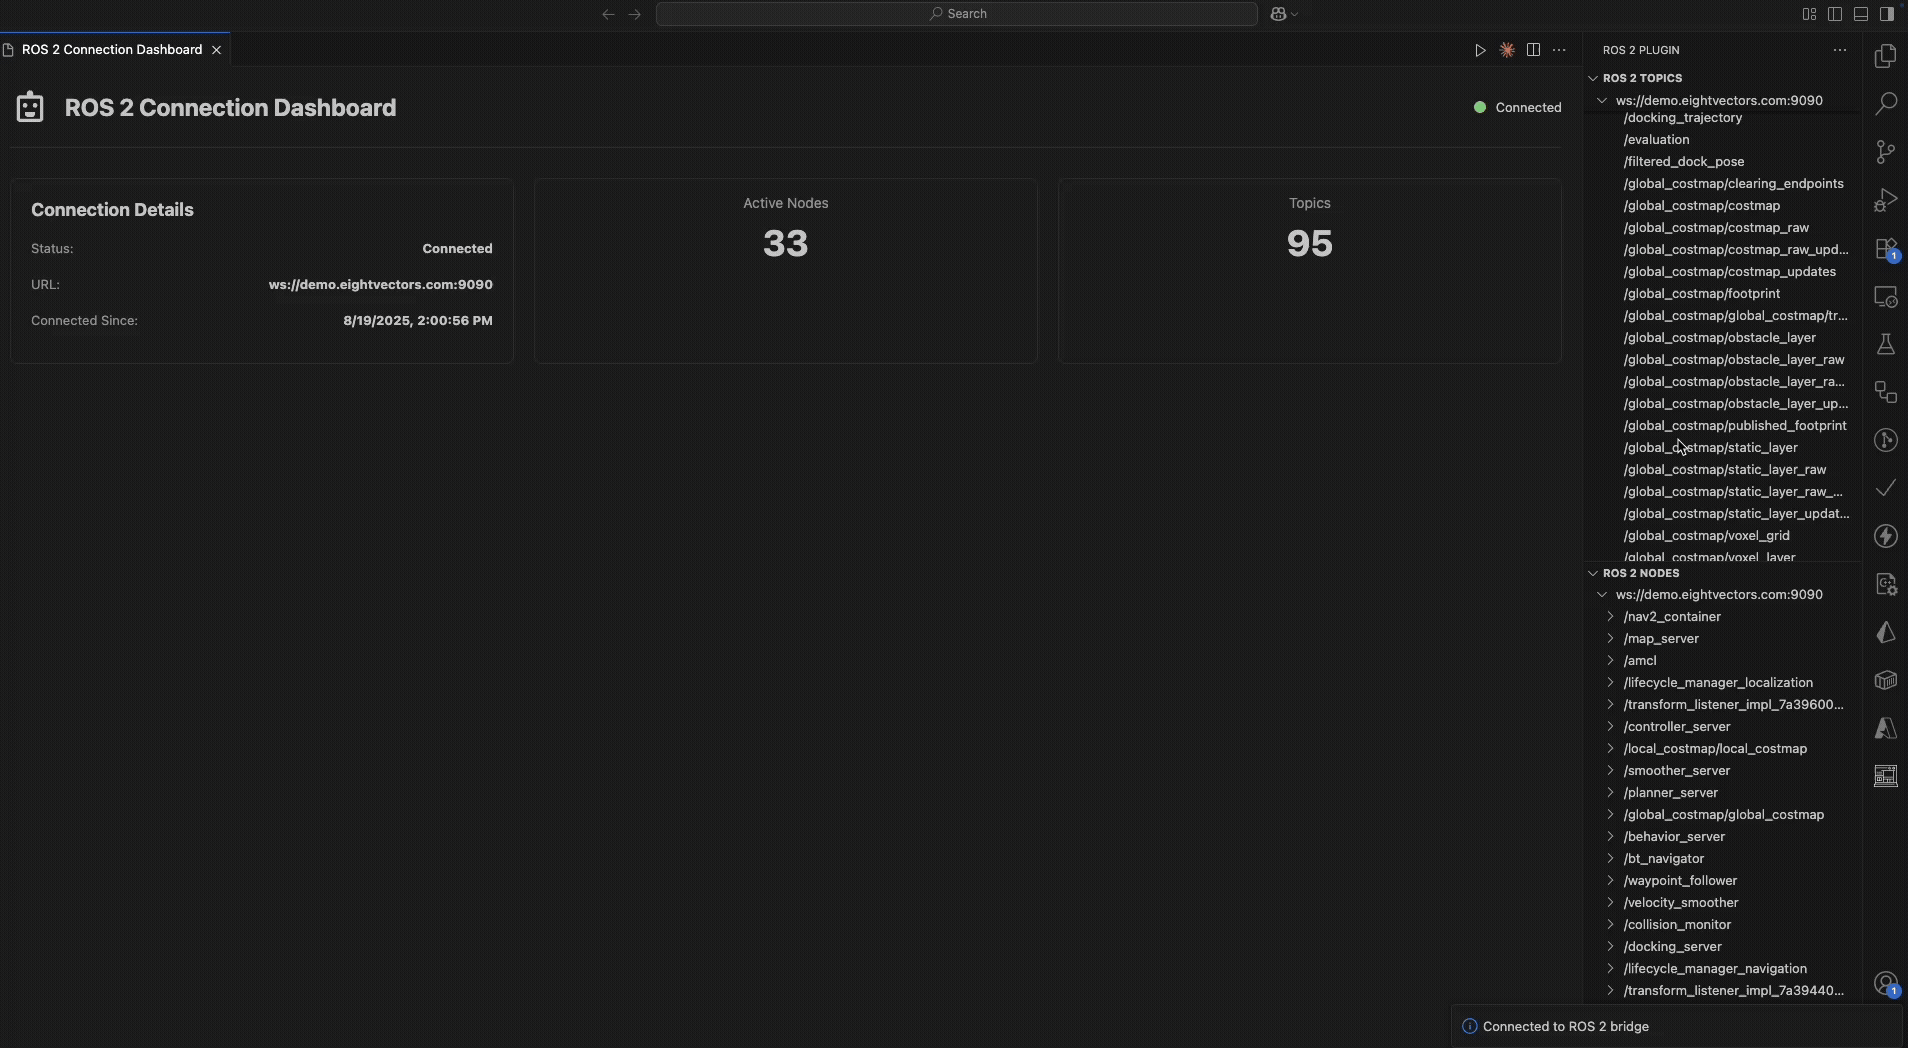 Search
ROS 2 Connection Dashboard
ROS 2 Connection Dashboard
Connected
Connection Details
Status:
Connected
URL:
ws://demo.eightvectors.com:9090
Connected Since:
8/19/2025, 2:00:56 PM
Active Nodes
33
Topics
95
ROS 2 PLUGIN
ROS 2 TOPICS
ws://demo.eightvectors.com:9090
/docking_trajectory
/evaluation
/filtered_dock_pose
/global_costmap/clearing_endpoints
/global_costmap/costmap
/global_costmap/costmap_raw
/global_costmap/costmap_raw_upd...
/global_costmap/costmap_updates
/global_costmap/footprint
/global_costmap/global_costmap/tr...
/global_costmap/obstacle_layer
/global_costmap/obstacle_layer_raw
/global_costmap/obstacle_layer_ra...
/global_costmap/obstacle_layer_up...
/global_costmap/published_footprint
/global_costmap/static_layer
/global_costmap/static_layer_raw
/global_costmap/static_layer_raw_...
/global_costmap/static_layer_updat...
/global_costmap/voxel_grid
/global_costmap/voxel_layer
ROS 2 NODES
ws://demo.eightvectors.com:9090
/nav2_container
/map_server
/amcl
/lifecycle_manager_localization
/transform_listener_impl_7a39600...
/controller_server
/local_costmap/local_costmap
/smoother_server
/planner_server
/global_costmap/global_costmap
/behavior_server
/bt_navigator
/waypoint_follower
/velocity_smoother
/collision_monitor
/docking_server
/lifecycle_manager_navigation
/transform_listener_impl_7a39440...
1
1
Connected to ROS 2 bridge